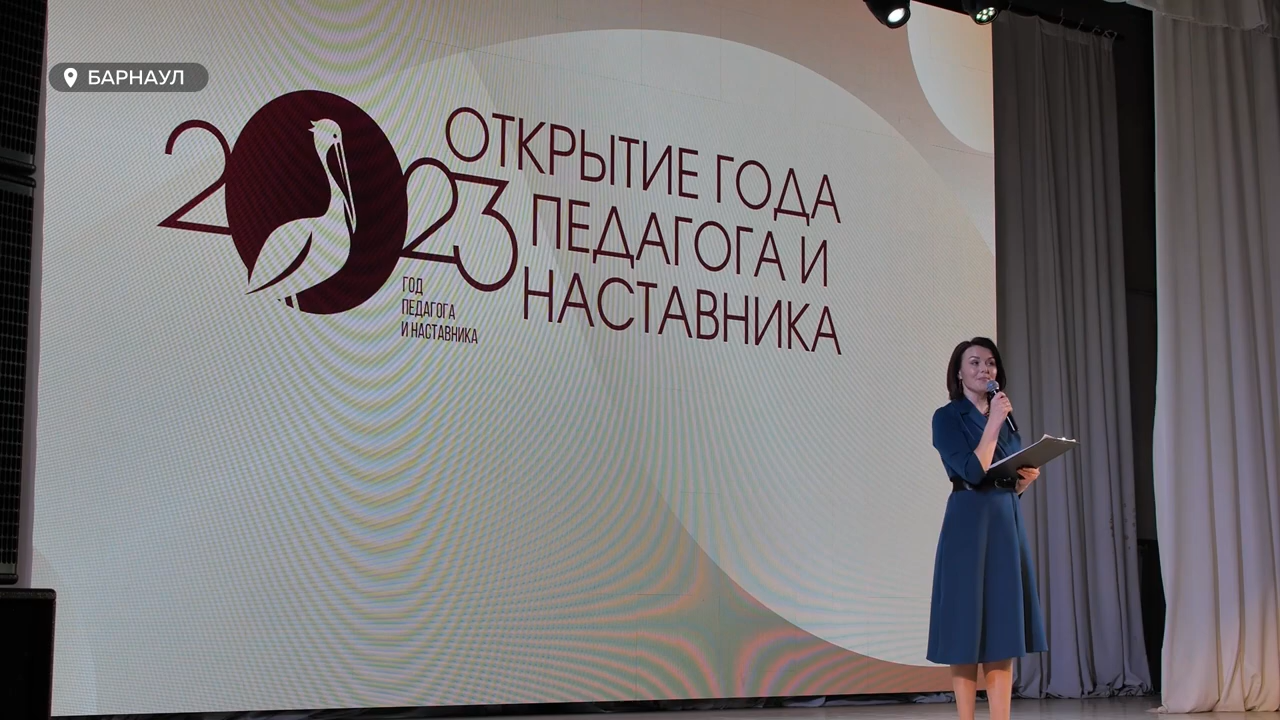 БАРНАУЛ
2023
ОТКРЫТИЕ ГОДА
ПЕДАГОГА И
НАСТАВНИКА
ГОД
ПЕДАГОГА
И НАСТАВНИКА